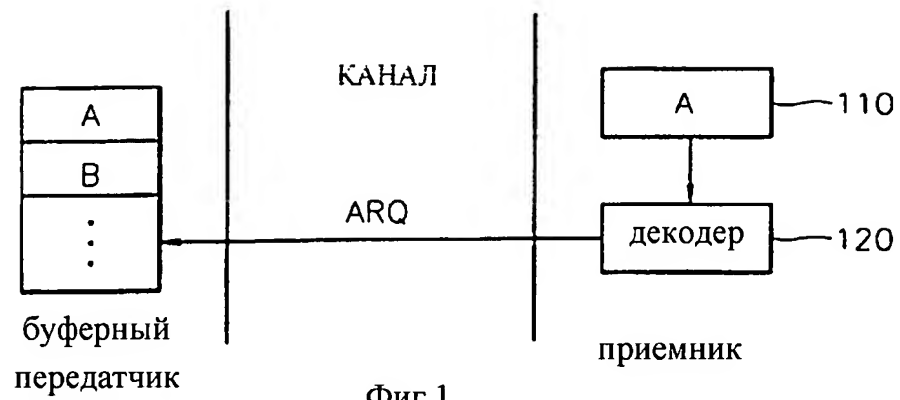 КАНАЛ
A
110
A
B
ARQ
декодер
120
буферный
передатчик
приемник
Фиг.1